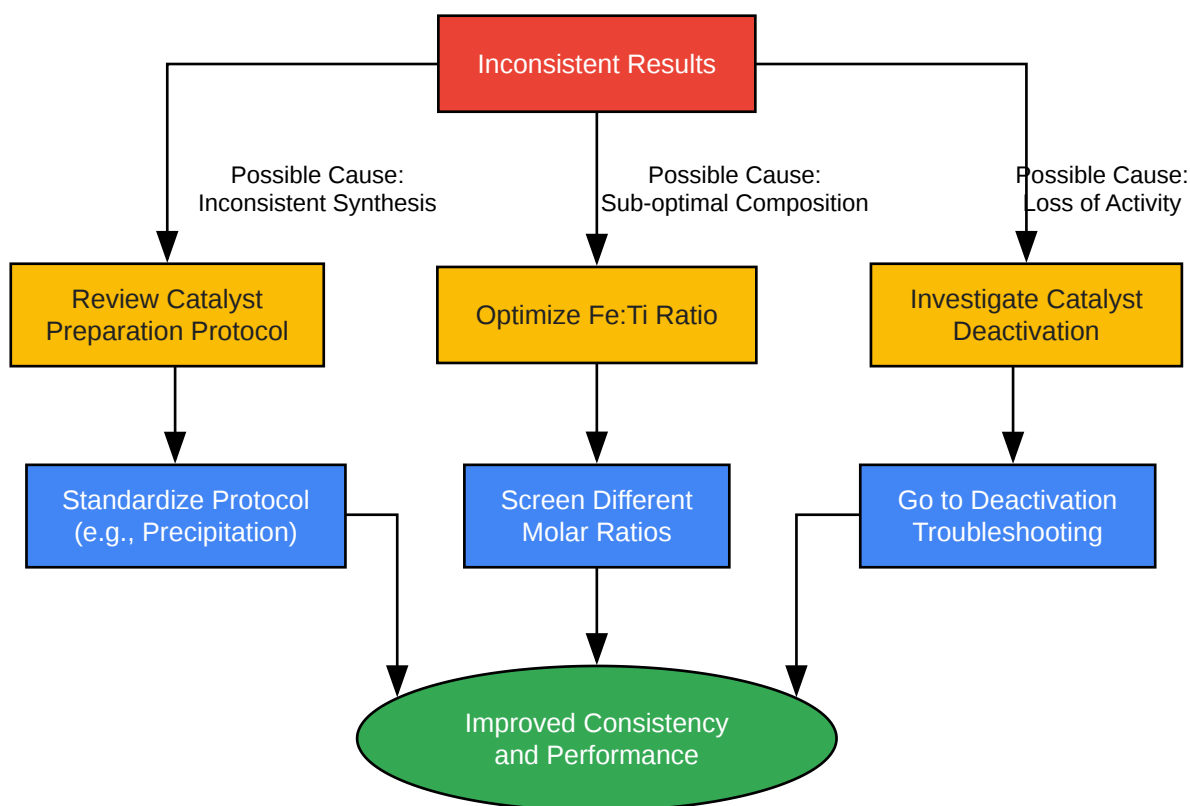 Inconsistent Results
Possible Cause:
Inconsistent Synthesis
Possible Cause:
Sub-optimal Composition
Possible Cause:
Loss of Activity
Review Catalyst
Preparation Protocol
Optimize Fe:Ti Ratio
Investigate Catalyst
Deactivation
Standardize Protocol
(e.g., Precipitation)
Screen Different
Molar Ratios
Go to Deactivation
Troubleshooting
Improved Consistency
and Performance